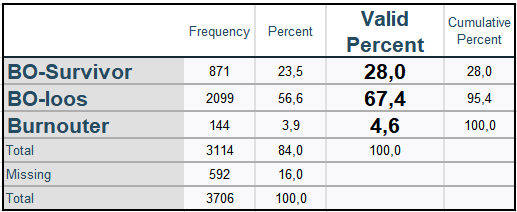 Frequency Percent Valid Percent Cumulative Percent
BO-Survivor 871 23,5 28,0 28,0
BO-loos 2099 56,6 67,4 95,4
Burnouter 144 3,9 4,6 100,0
Total 3114 84,0 100,0
Missing 592 16,0
Total 3706 100,0